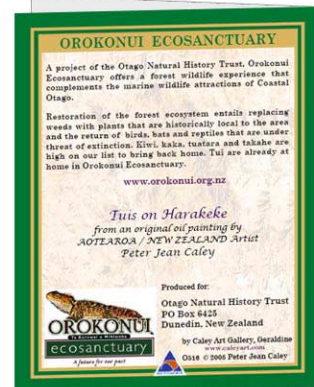 OROKONUI ECOSANCTUARY
A project of the Otago Natural History Trust, Orokonui
Ecosanctuary offers a forest wildlife experience that
complements the marine wildlife attractions of Coastal
Otago.
Restoration of the forest ecosystem entails replacing
weeds with plants that are historically local to the area
and the return of birds, bats and reptiles that are under
threat of extinction. Kiwi, kaka, tuatara and takahe are
high on our list to bring back home. Tui are already at
home in Orokonui Ecosanctuary.
www.orokonui.org.nz
Tuis on Harakeke
from an original oil painting by
AOTEAROA / NEW ZEALAND Artist
Peter Jean Caley
OROKONUI
ecosanctuary
A future for our past
Produced for:
Otago Natural History Trust
PO Box 6425
Dunedin, New Zealand
by Caley Art Gallery, Geraldine
www.caleyart.com
O516 © 2005 Peter Jean Caley